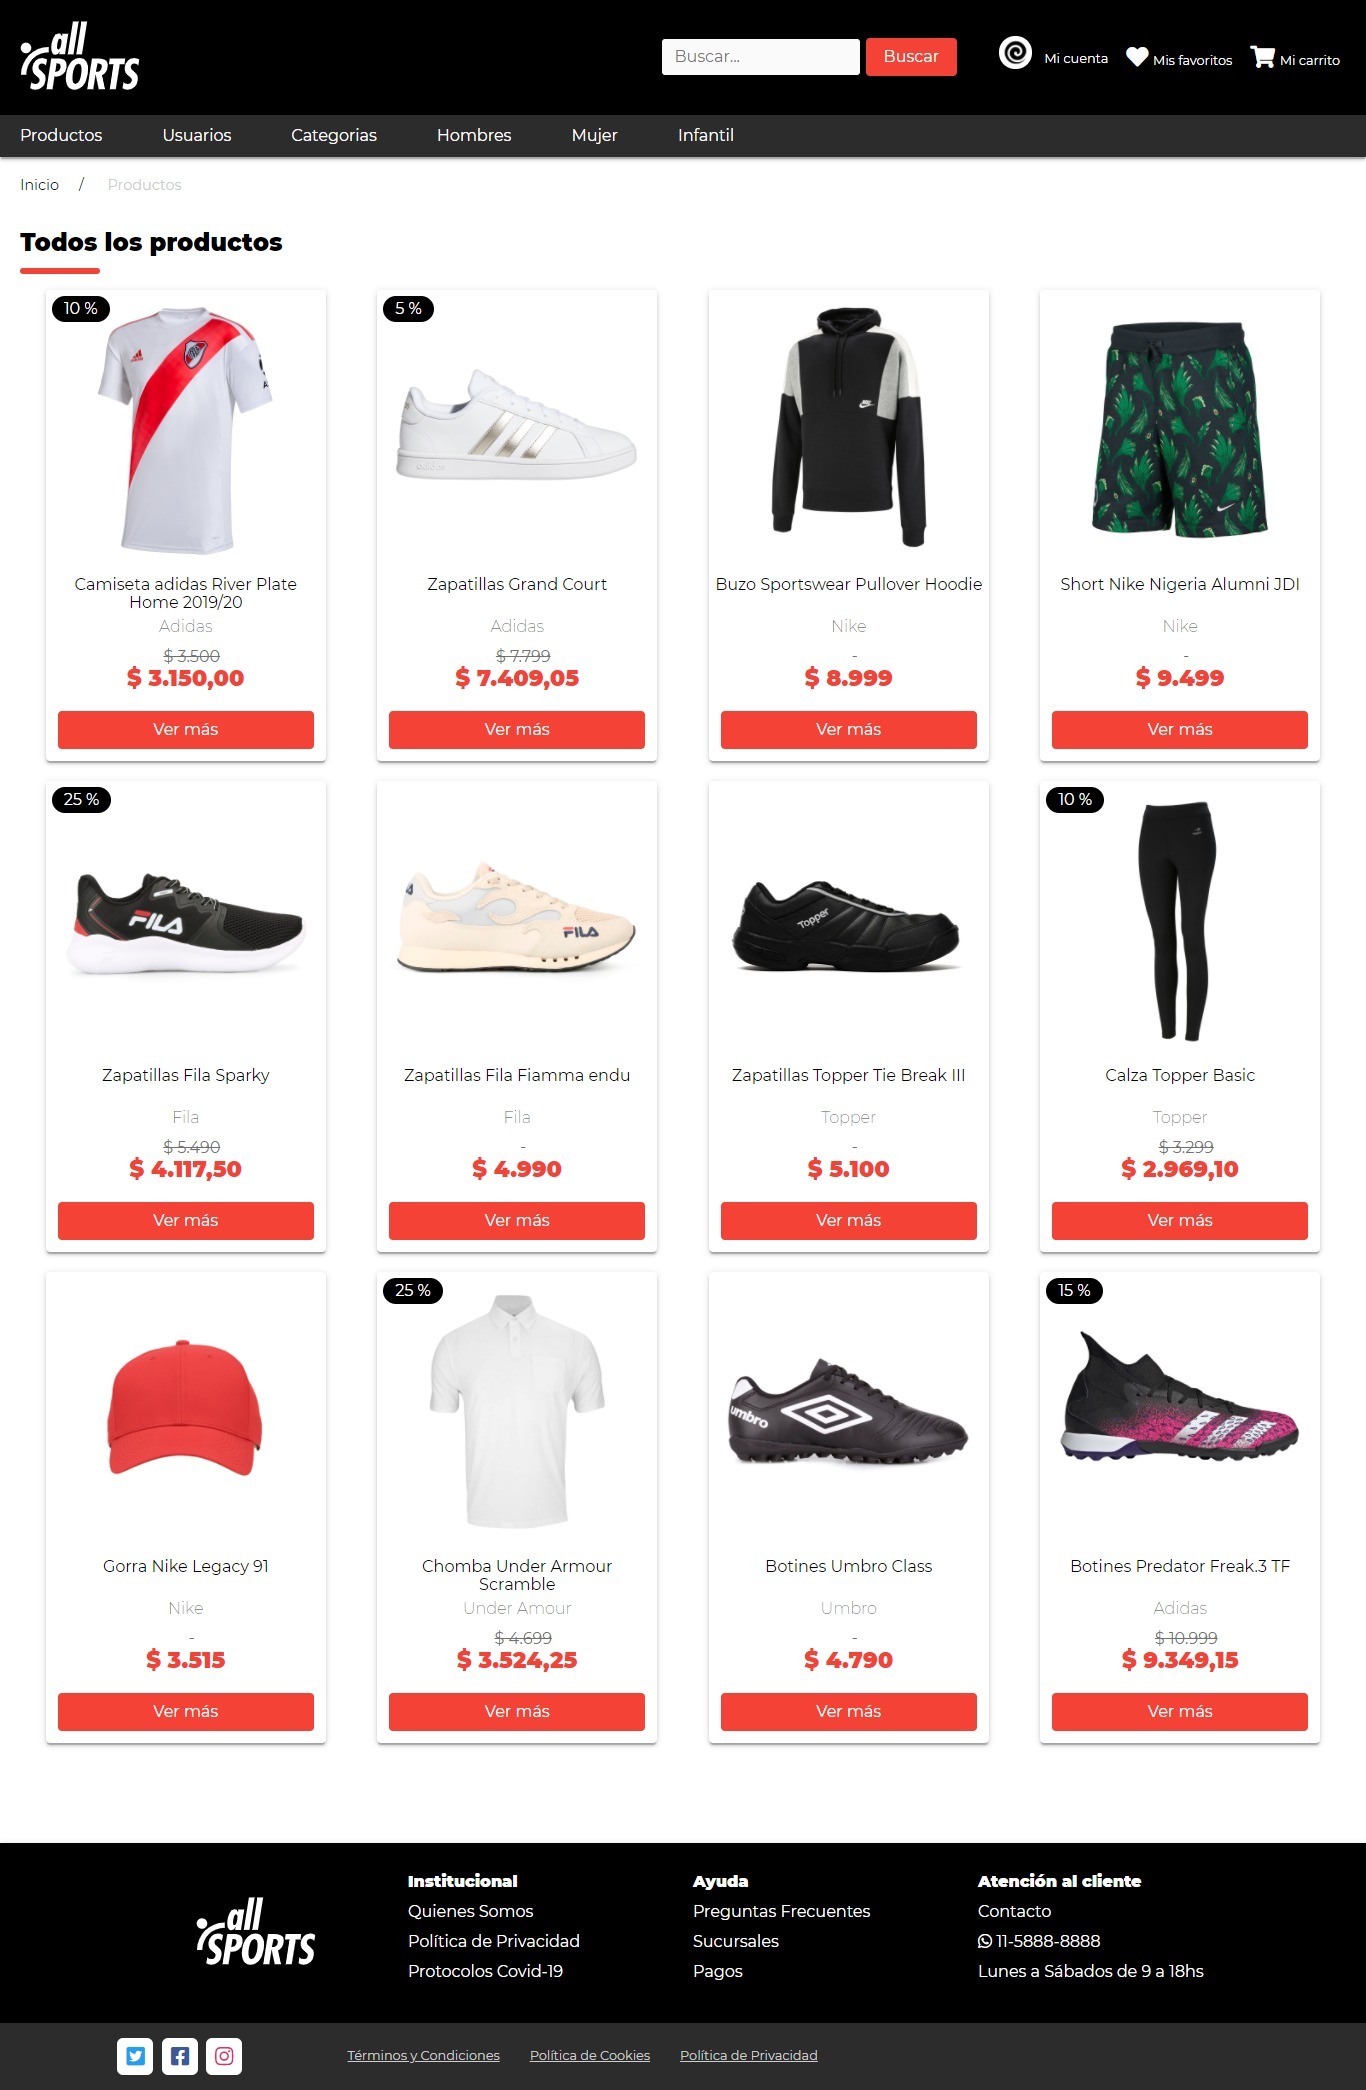 all
SPORTS
Buscar...
Buscar
Mi cuenta
Mis favoritos
Mi carrito
Productos
Usuarios
Categorias
Hombres
Mujer
Infantil
Inicio / Productos
Todos los productos
10 %
Camiseta adidas River Plate
Home 2019/20
Adidas
$ 3.500
$ 3.150,00
Ver más
5 %
adidas
Zapatillas Grand Court
Adidas
$ 7.799
$ 7.409,05
Ver más
Buzo Sportswear Pullover Hoodie
Nike
-
$ 8.999
Ver más
Short Nike Nigeria Alumni JDI
Nike
-
$ 9.499
Ver más
25 %
FILA
Zapatillas Fila Sparky
Fila
$ 5.490
$ 4.117,50
Ver más
FILA
Zapatillas Fila Fiamma endu
Fila
-
$ 4.990
Ver más
Topper
Zapatillas Topper Tie Break III
Topper
-
$ 5.100
Ver más
10 %
Calza Topper Basic
Topper
$ 3.299
$ 2.969,10
Ver más
Gorra Nike Legacy 91
Nike
-
$ 3.515
Ver más
25 %
Chomba Under Armour
Scramble
Under Amour
$ 4.699
$ 3.524,25
Ver más
umbro
Botines Umbro Class
Umbro
-
$ 4.790
Ver más
15 %
Botines Predator Freak.3 TF
Adidas
$ 10.999
$ 9.349,15
Ver más
all
SPORTS
Institucional
Quienes Somos
Política de Privacidad
Protocolos Covid-19
Ayuda
Preguntas Frecuentes
Sucursales
Pagos
Atención al cliente
Contacto
11-5888-8888
Lunes a Sábados de 9 a 18hs
Términos y Condiciones
Política de Cookies
Política de Privacidad